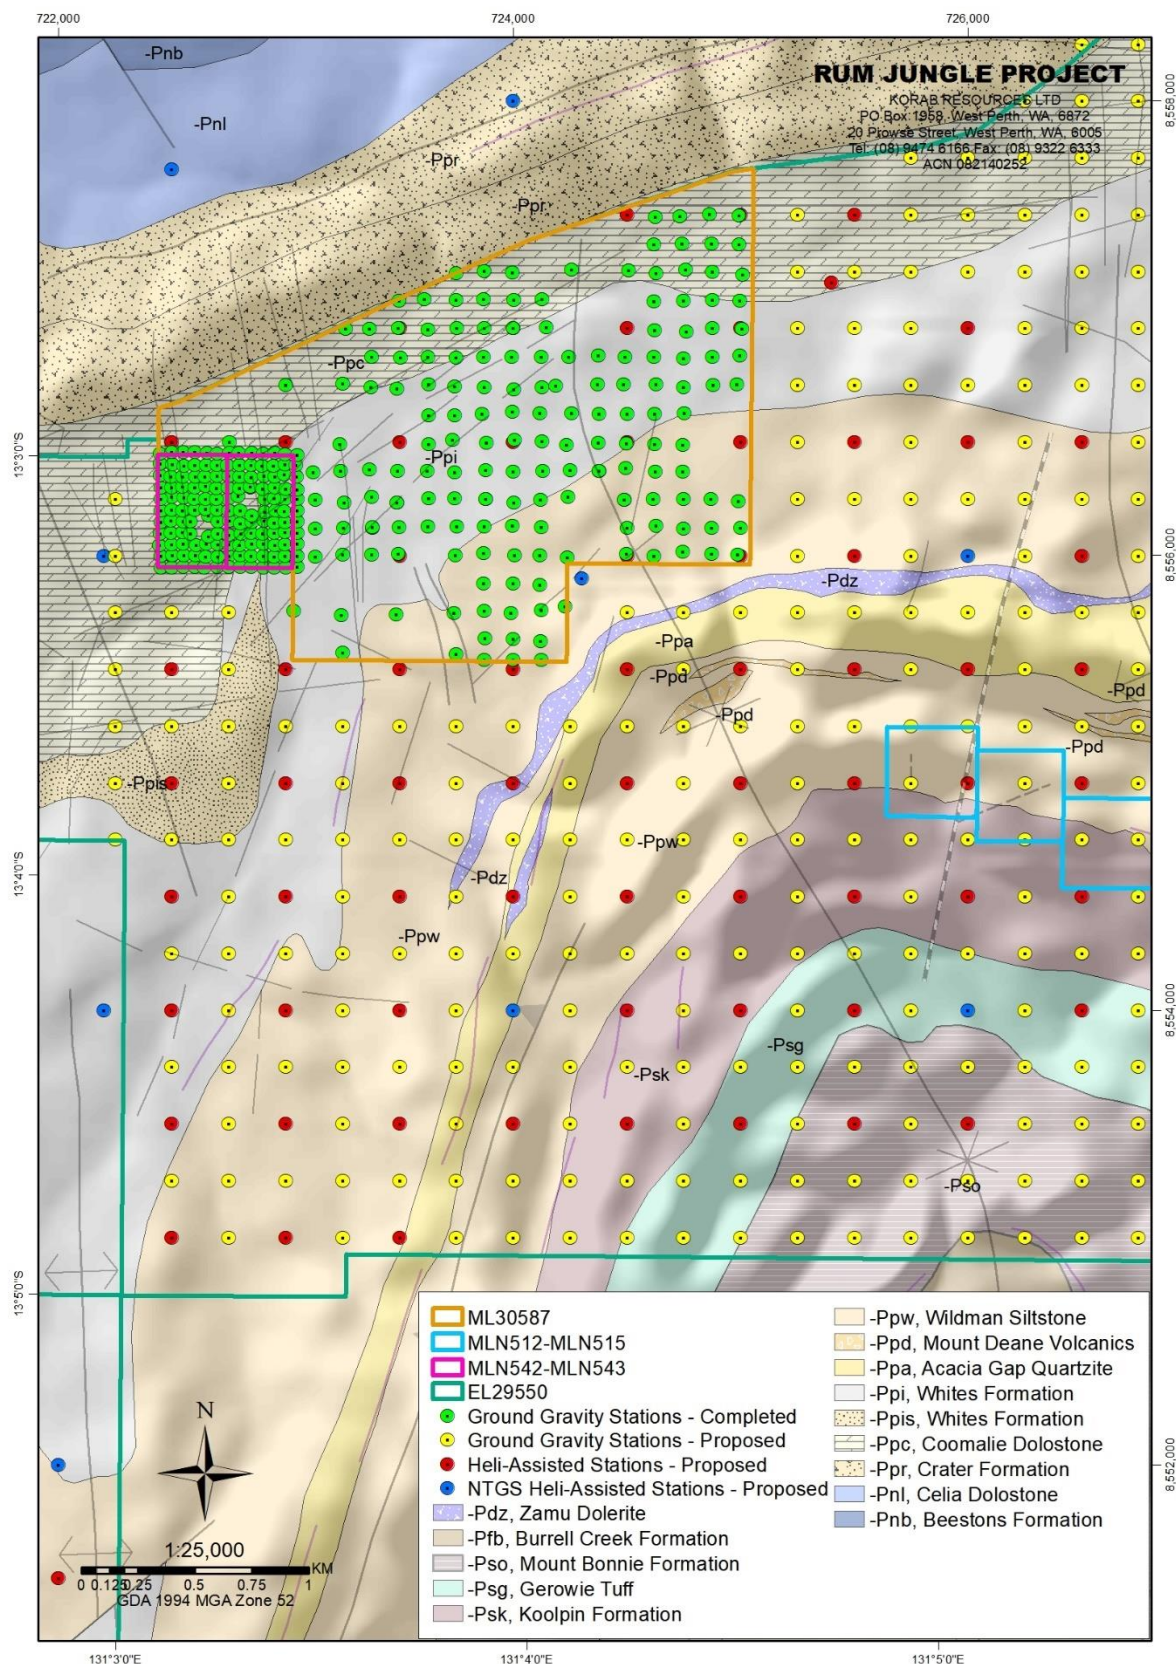 722,000
724,000
726,000
RUM JUNGLE PROJECT
KORAB RESOURCES LTD
PO Box 1958, West Perth, WA, 6872
20 Prowse Street, West Perth, WA, 6005
Tel: (08) 9474 6166 Fax: (08) 9322 6333
ACN 082140252
8,558,000
-Pnb
-Pnl
-Ppr
-Ppr
-Ppc
13°3'0"S
-Ppi
8,556,000
-Pdz
-Ppa
-Ppd
-Ppd
-Ppd
-Ppd
-Ppis
-Ppw
13°4'0"S
-Pdz
-Ppw
8,554,000
-Psg
-Psk
-Pso
13°5'0"S
8,552,000
ML30587
MLN512-MLN515
MLN542-MLN543
EL29550
Ground Gravity Stations - Completed
Ground Gravity Stations - Proposed
Heli-Assisted Stations - Proposed
NTGS Heli-Assisted Stations - Proposed
-Pdz, Zamu Dolerite
-Pfb, Burrell Creek Formation
-Pso, Mount Bonnie Formation
-Psg, Gerowie Tuff
-Psk, Koolpin Formation
-Ppw, Wildman Siltstone
-Ppd, Mount Deane Volcanics
-Ppa, Acacia Gap Quartzite
-Ppi, Whites Formation
-Ppis, Whites Formation
-Ppc, Coomalie Dolostone
-Ppr, Crater Formation
-Pnl, Celia Dolostone
-Pnb, Beestons Formation
N
1:25,000
KM
0 0.125 0.25 0.5 0.75 1
GDA 1994 MGA Zone 52
131°3'0"E
131°4'0"E
131°5'0"E